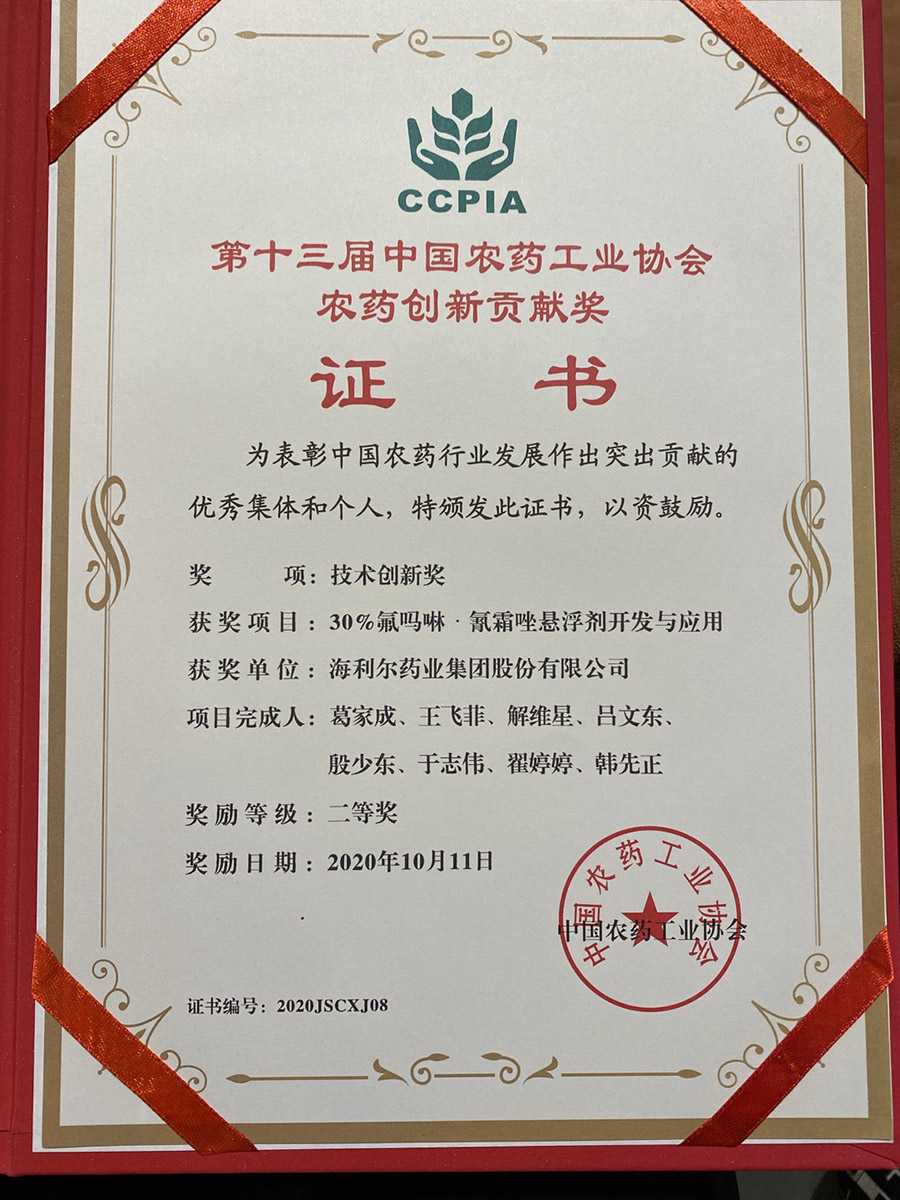 CCPIA
第十三届中国农药工业协会
农药创新贡献奖
证书
为表彰中国农药行业发展作出突出贡献的
优秀集体和个人，特颁发此证书，以资鼓励。
奖项：技术创新奖
获奖项目：30%氟吗啉·氰霜唑悬浮剂开发与应用
获奖单位：海利尔药业集团股份有限公司
项目完成人：葛家成、王飞菲、解维星、吕文东、
殷少东、于志伟、翟婷婷、韩先正
奖励等级：二等奖
奖励日期：2020年10月11日
中国农药工业协会
中国农药工业协会
证书编号：2020JSCXJ08